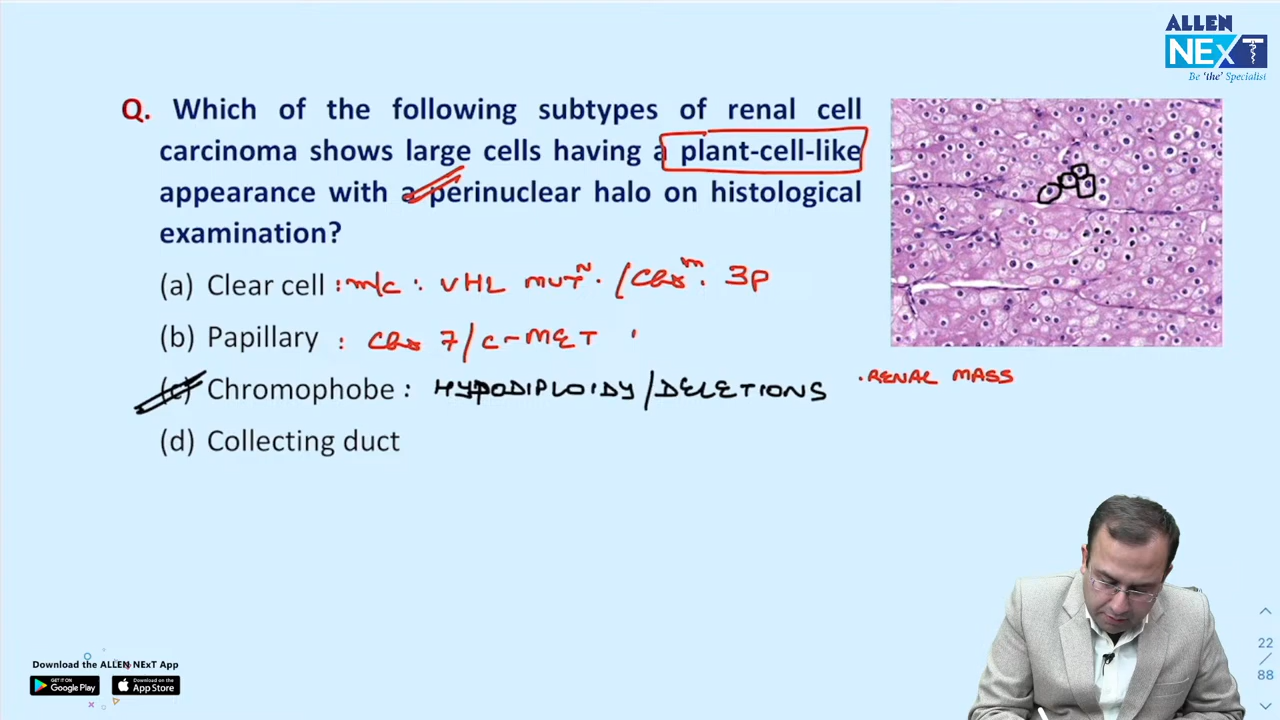 ALLEN
NExT
Be 'the' Specialist
Q. Which of the following subtypes of renal cell
carcinoma shows large cells having a plant-cell-like
appearance with a perinuclear halo on histological
examination?
(a) Clear cell : m/c : VHL MUTN. / Chrm. 3p
(b) Papillary : Chr 7/c-MET
(c) Chromophobe : HYPODIPLOIDY/DELETIONS
. RENAL MASS
(d) Collecting duct
22
/
88
Download the ALLEN NExT App
GET IT ON
Google Play
Download on the
App Store